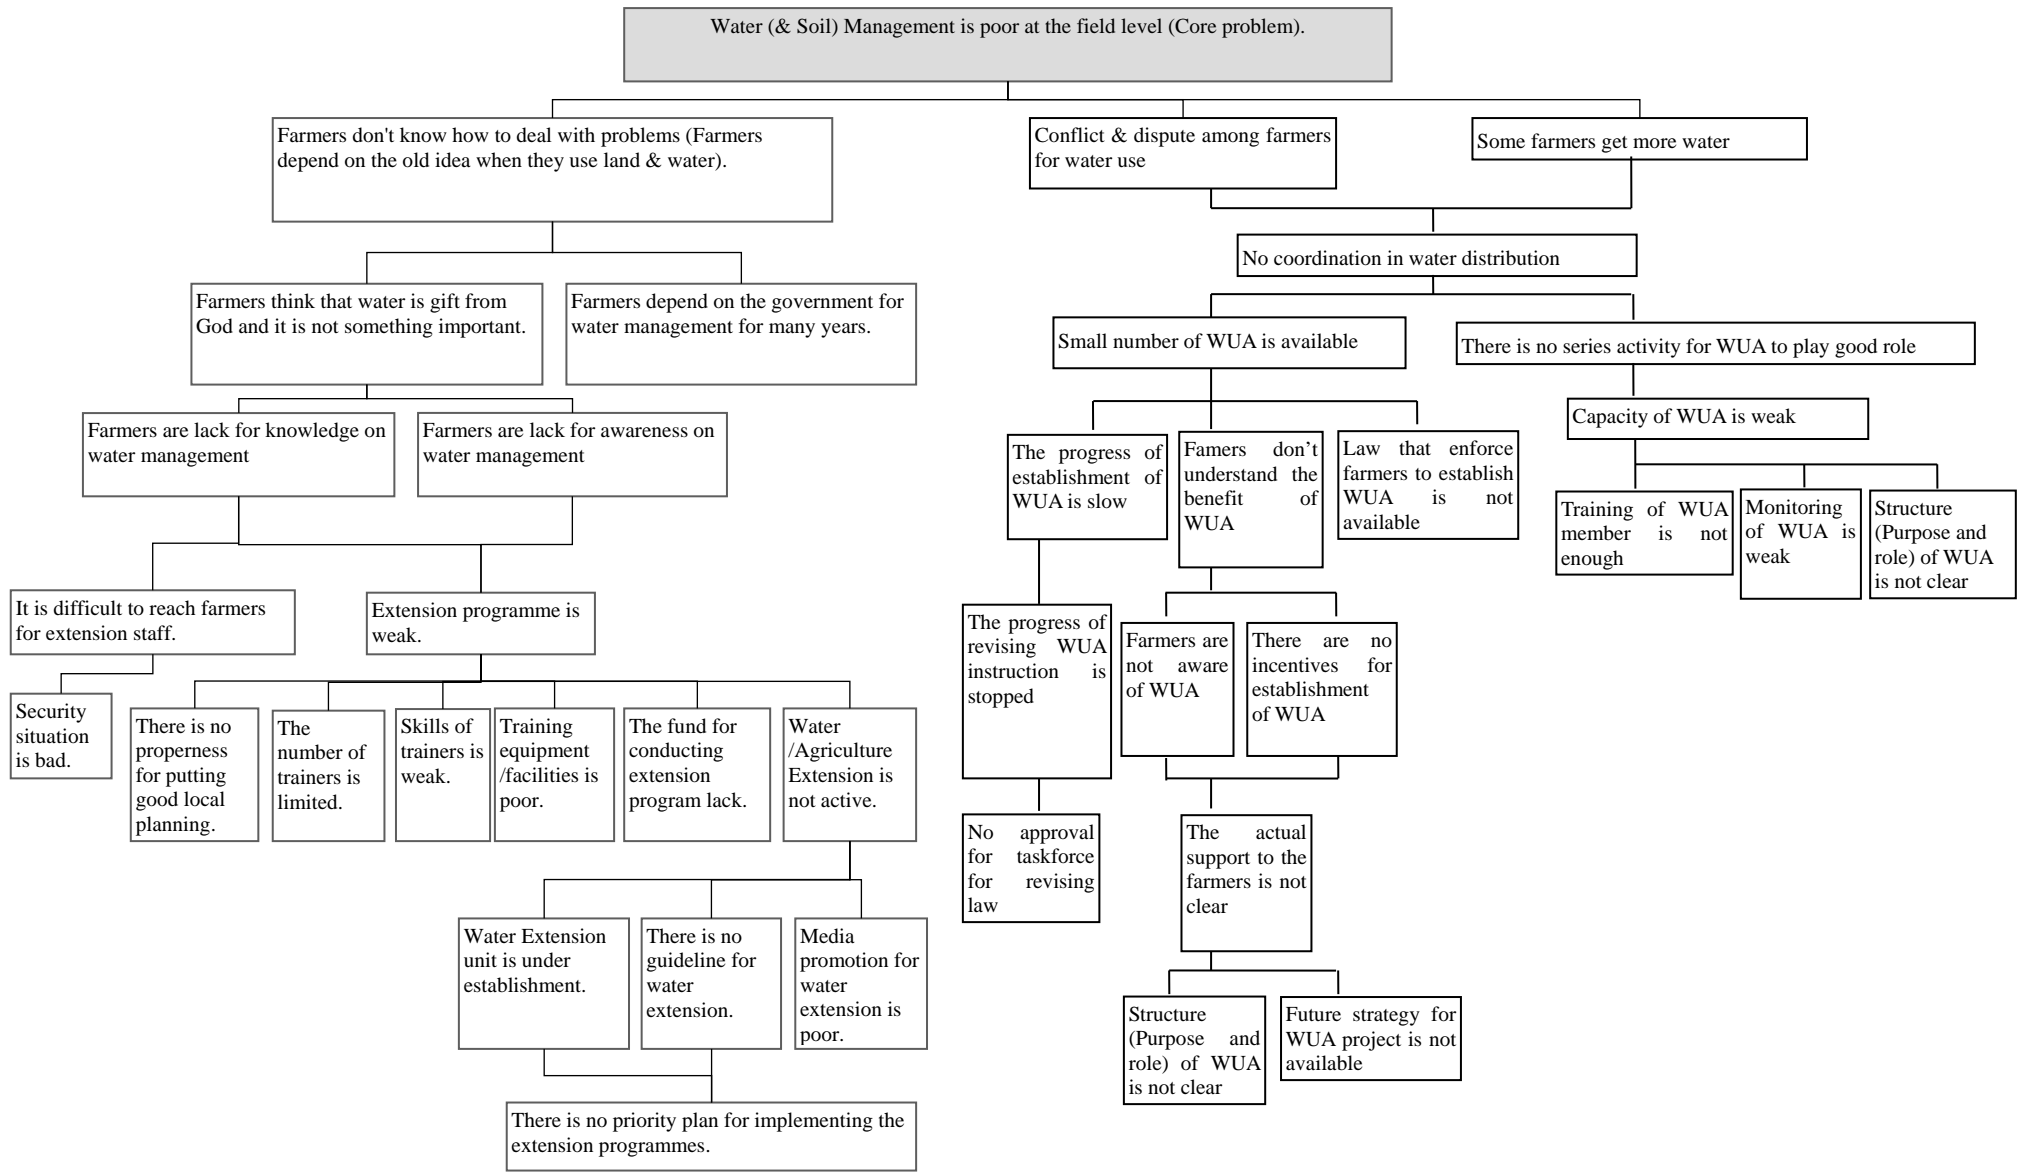 Water (& Soil) Management is poor at the field level (Core problem).
Farmers don't know how to deal with problems (Farmers
depend on the old idea when they use land & water).
Conflict & dispute among farmers
for water use
Some farmers get more water
No coordination in water distribution
Farmers think that water is gift from
God and it is not something important.
Farmers depend on the government for
water management for many years.
Small number of WUA is available
There is no series activity for WUA to play good role
Farmers are lack for knowledge on
water management
Farmers are lack for awareness on
water management
Capacity of WUA is weak
The progress of
establishment of
WUA is slow
Famers don’t
understand the
benefit of
WUA
Law that enforce
farmers to establish
WUA is not
available
Training of WUA
member is not
enough
Monitoring
of WUA is
weak
Structure
(Purpose and
role) of WUA
is not clear
It is difficult to reach farmers
for extension staff.
Extension programme is
weak.
The progress of
revising WUA
instruction is
stopped
Farmers are
not aware
of WUA
There are no
incentives for
establishment
of WUA
Security
situation
is bad.
There is no
properness
for putting
good local
planning.
The
number of
trainers is
limited.
Skills of
trainers is
weak.
Training
equipment
/facilities is
poor.
The fund for
conducting
extension
program lack.
Water
/Agriculture
Extension is
not active.
No approval
for taskforce
for revising
law
The actual
support to the
farmers is not
clear
Water Extension
unit is under
establishment.
There is no
guideline for
water
extension.
Media
promotion for
water
extension is
poor.
Structure
(Purpose and
role) of WUA
is not clear
Future strategy for
WUA project is not
available
There is no priority plan for implementing the
extension programmes.